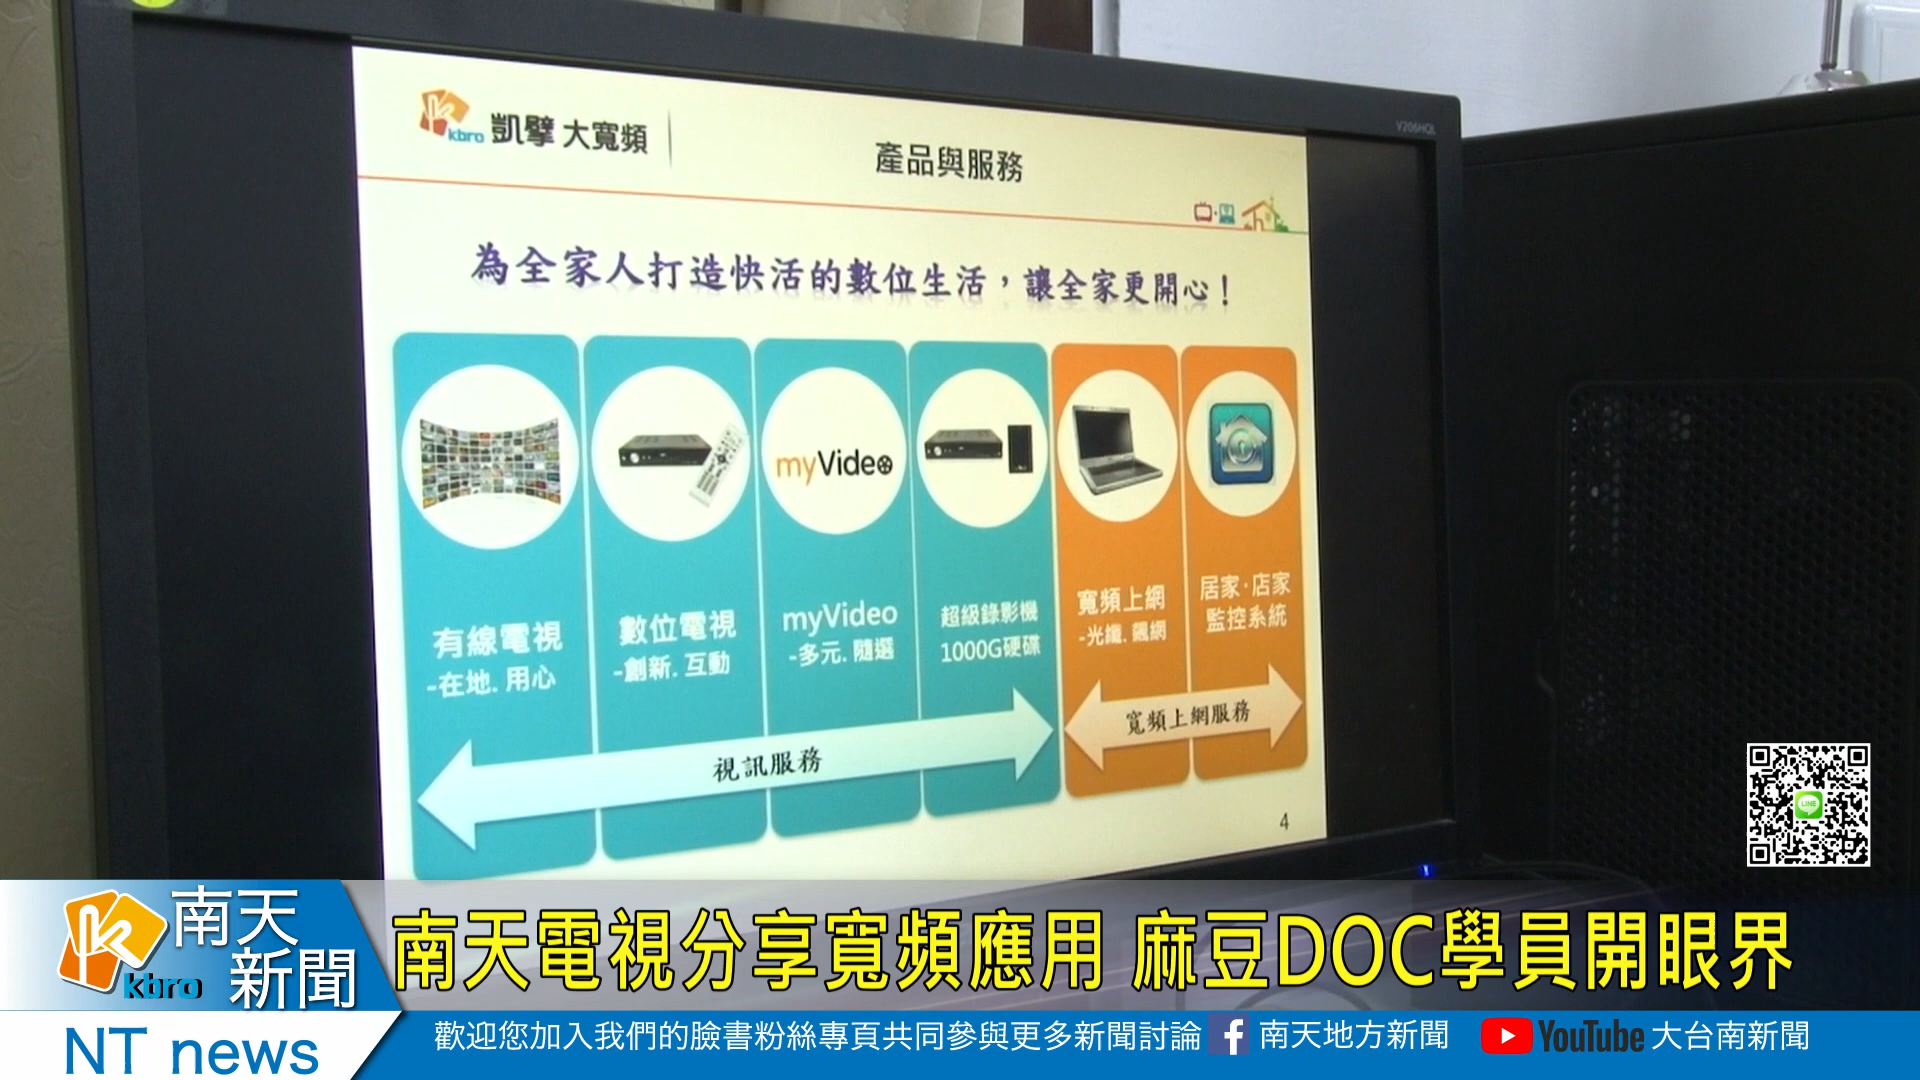 V206HQL
kbro 凱擘 大寬頻
產品與服務
為全家人打造快活的數位生活，讓全家更開心！
myVideo
有線電視
-在地. 用心
數位電視
-創新. 互動
myVideo
-多元. 隨選
超級錄影機
1000G硬碟
寬頻上網
-光纖. 飆網
居家·店家
監控系統
視訊服務
寬頻上網服務
4
LINE
kbro
南天
新聞
南天電視分享寬頻應用 麻豆DOC學員開眼界
NT news
歡迎您加入我們的臉書粉絲專頁共同參與更多新聞討論 f 南天地方新聞 YouTube 大台南新聞